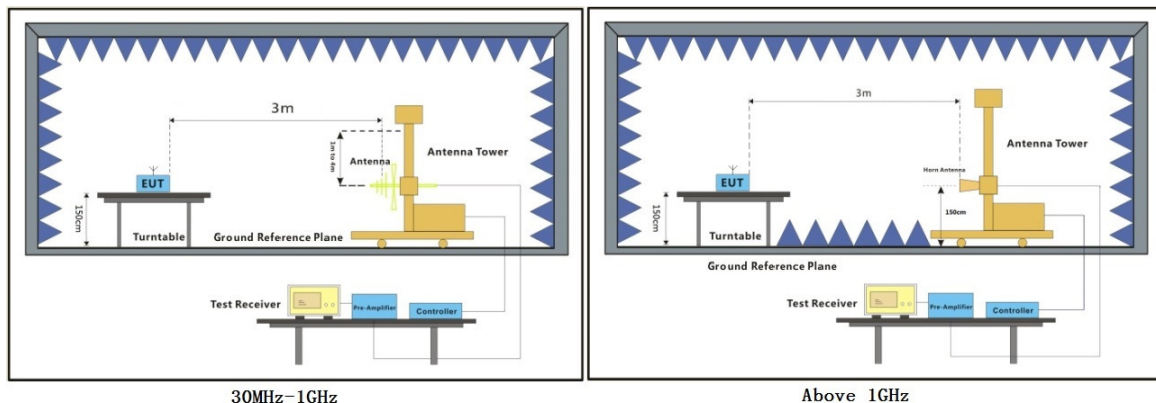 3m
1m to 4m
Antenna
Antenna Tower
EUT
150cm
Turntable
Ground Reference Plane
Test Receiver
Pre-Amplifier
Controller
30MHz-1GHz
3m
Horn Antenna
Antenna Tower
EUT
150cm
150cm
Turntable
Ground Reference Plane
Test Receiver
Pre-Amplifier
Controller
Above 1GHz